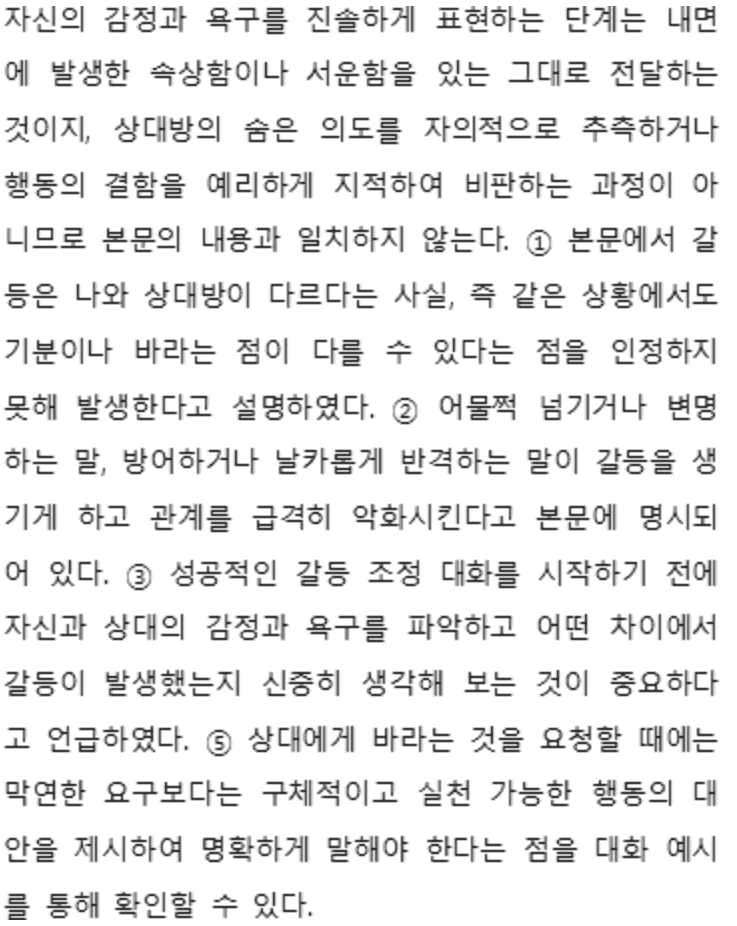 자신의 감정과 욕구를 진솔하게 표현하는 단계는 내면
에 발생한 속상함이나 서운함을 있는 그대로 전달하는
것이지, 상대방의 숨은 의도를 자의적으로 추측하거나
행동의 결함을 예리하게 지적하여 비판하는 과정이 아
니므로 본문의 내용과 일치하지 않는다. ① 본문에서 갈
등은 나와 상대방이 다르다는 사실, 즉 같은 상황에서도
기분이나 바라는 점이 다를 수 있다는 점을 인정하지
못해 발생한다고 설명하였다. ② 어물쩍 넘기거나 변명
하는 말, 방어하거나 날카롭게 반격하는 말이 갈등을 생
기게 하고 관계를 급격히 악화시킨다고 본문에 명시되
어 있다. ③ 성공적인 갈등 조정 대화를 시작하기 전에
자신과 상대의 감정과 욕구를 파악하고 어떤 차이에서
갈등이 발생했는지 신중히 생각해 보는 것이 중요하다
고 언급하였다. ⑤ 상대에게 바라는 것을 요청할 때에는
막연한 요구보다는 구체적이고 실천 가능한 행동의 대
안을 제시하여 명확하게 말해야 한다는 점을 대화 예시
를 통해 확인할 수 있다.